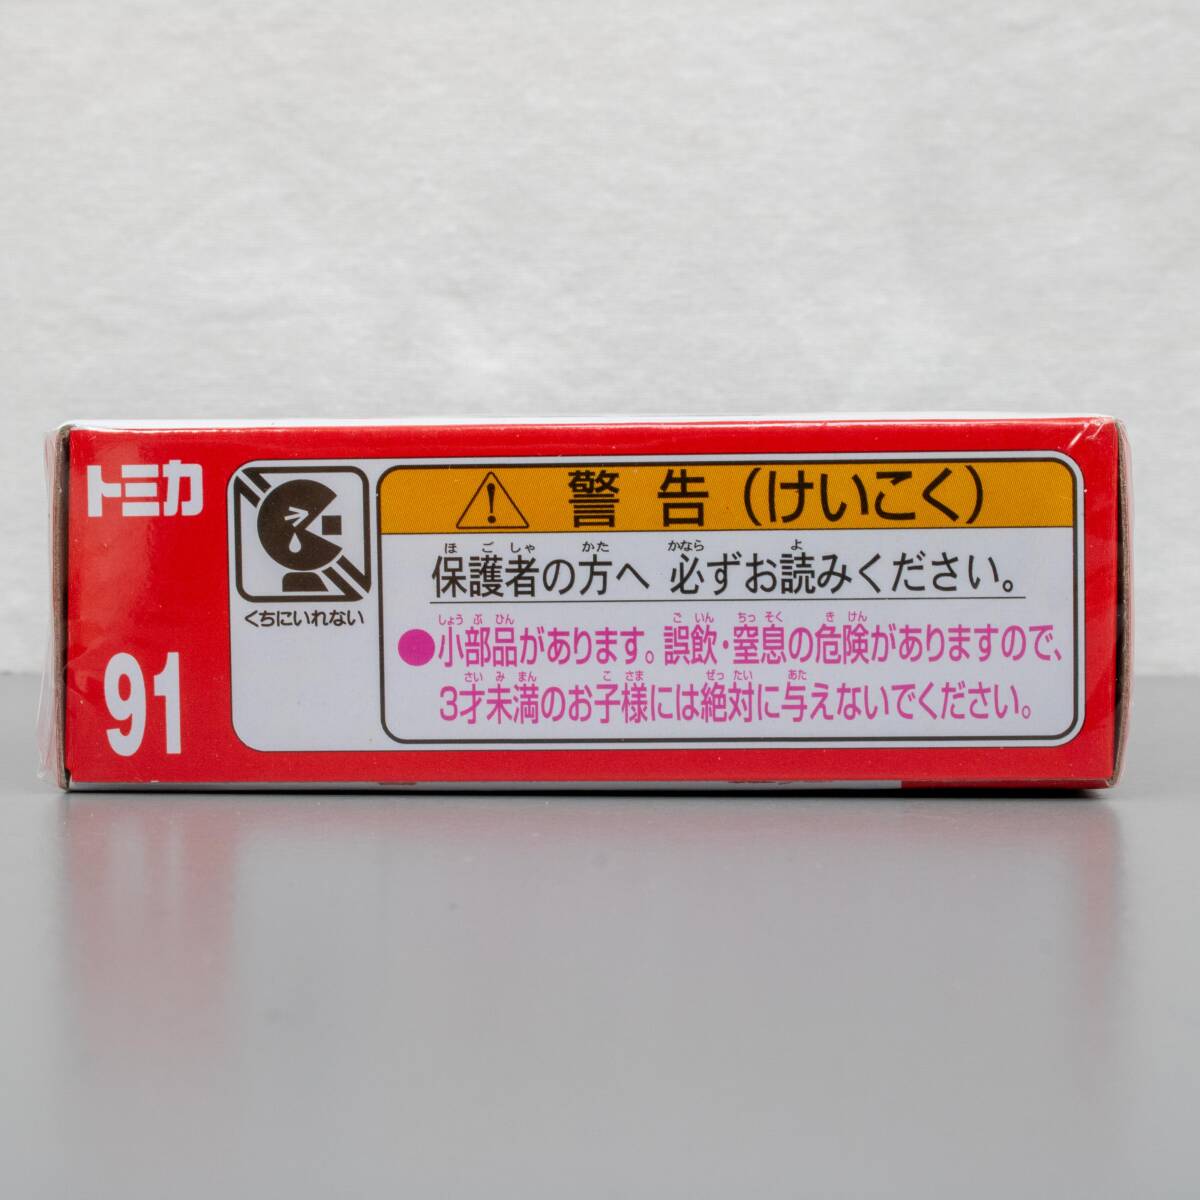 トミカ
91
くちにいれない
警告(けいこく)
ほごしゃ かた かなら よ
保護者の方へ 必ずお読みください。
しょうぶひん ごいん ちっそく きけん
●小部品があります。誤飲・窒息の危険がありますので、
さいみまん こさま ぜったい あた
3才未満のお子様には絶対に与えないでください。